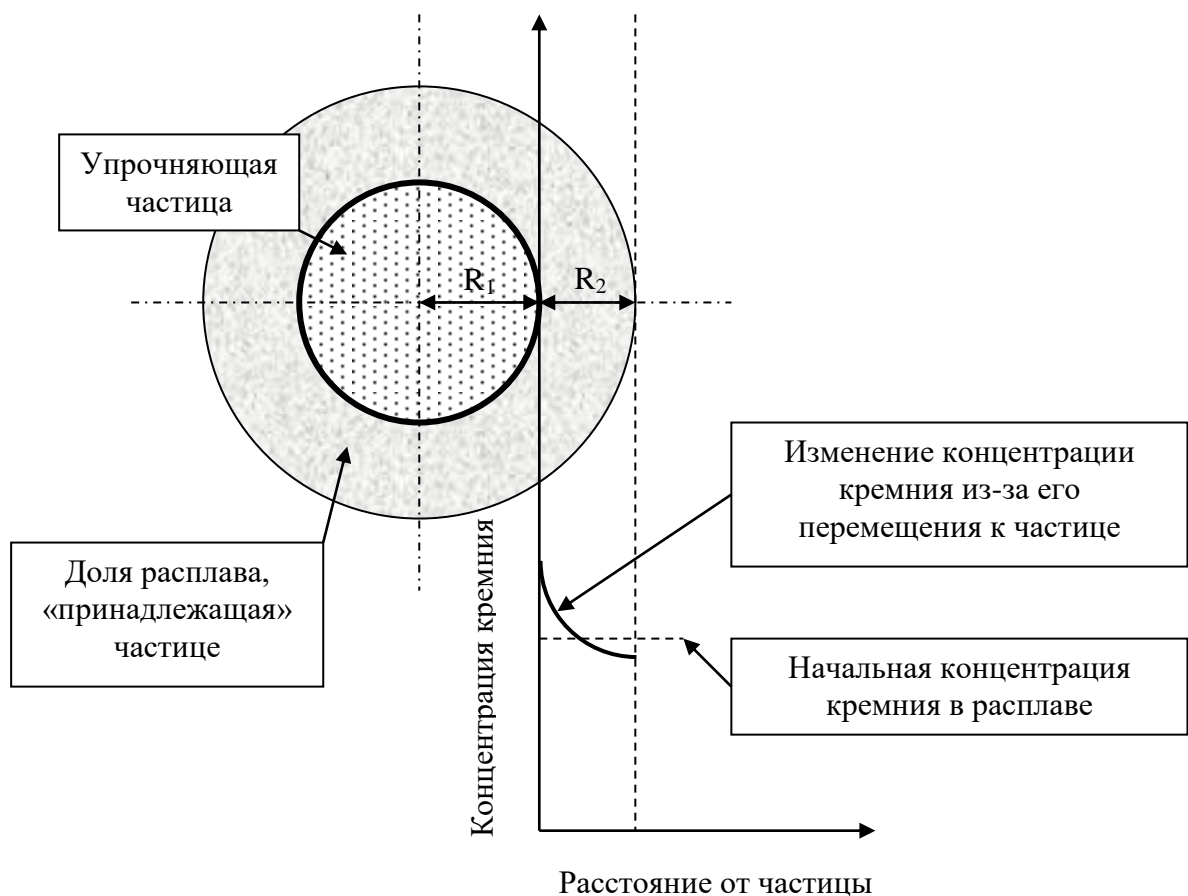 Упрочняющая
частица
R₁
R₂
Изменение концентрации
кремния из-за его
перемещения к частице
Доля расплава,
«принадлежащая»
частице
Концентрация кремния
Начальная концентрация
кремния в расплаве
Расстояние от частицы